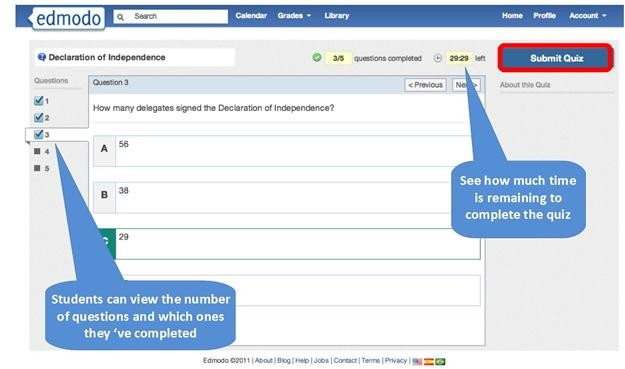 edmodo
Search
Calendar Grades Library
Home Profile Account
Declaration of Independence
3/5 questions completed
29:29 left
Submit Quiz
Questions
1
2
3
4
5
Question 3
< Previous
About this Quiz
How many delegates signed the Declaration of Independence?
A 56
B 38
29
See how much time
is remaining to
complete the quiz
Students can view the number
of questions and which ones
they ‘ve completed
Edmodo ©2011 | About | Blog | Help | Jobs | Contact | Terms | Privacy |